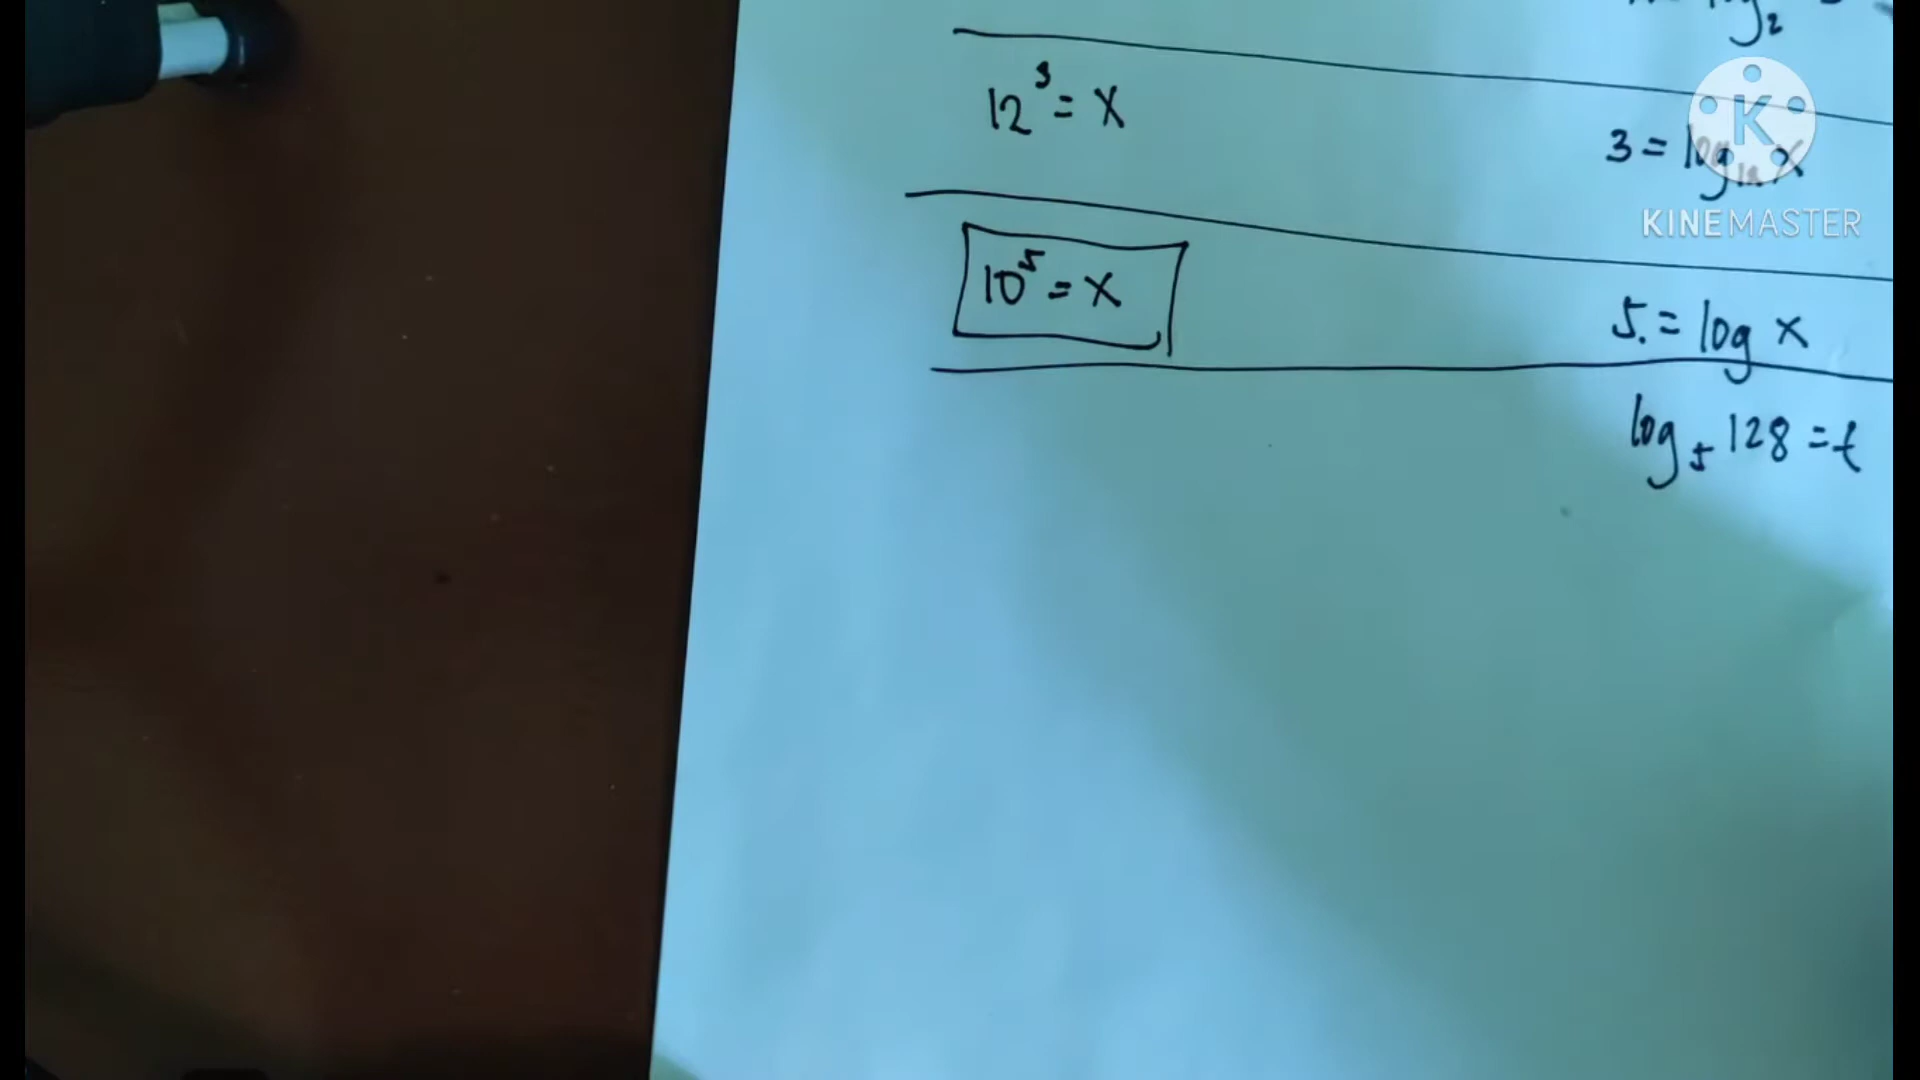 12³ = x
3 = log₁₂ x
KINEMASTER
10⁵ = x
5. = log x
log₅ 128 = t